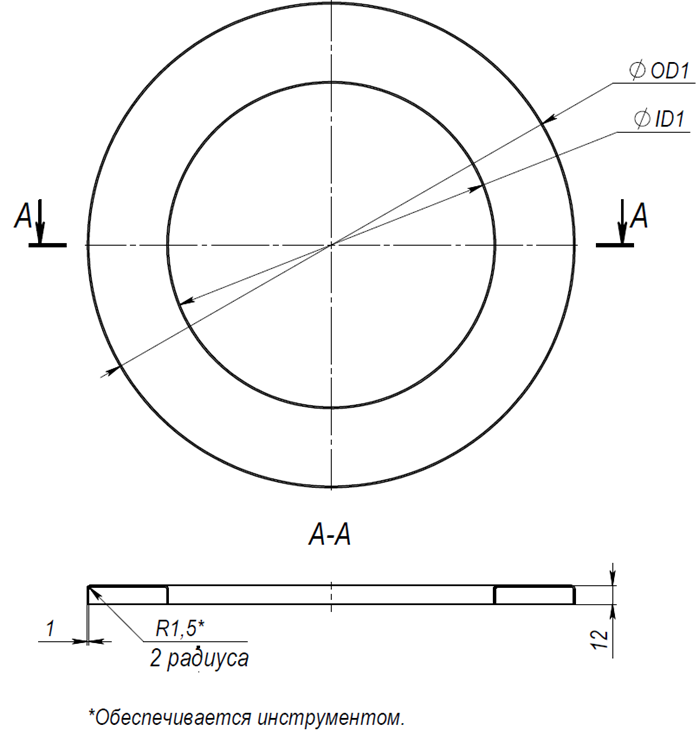 ⌀ OD1
⌀ ID1
А А
А-А
1
R1,5*
2 радиуса
12
*Обеспечивается инструментом.